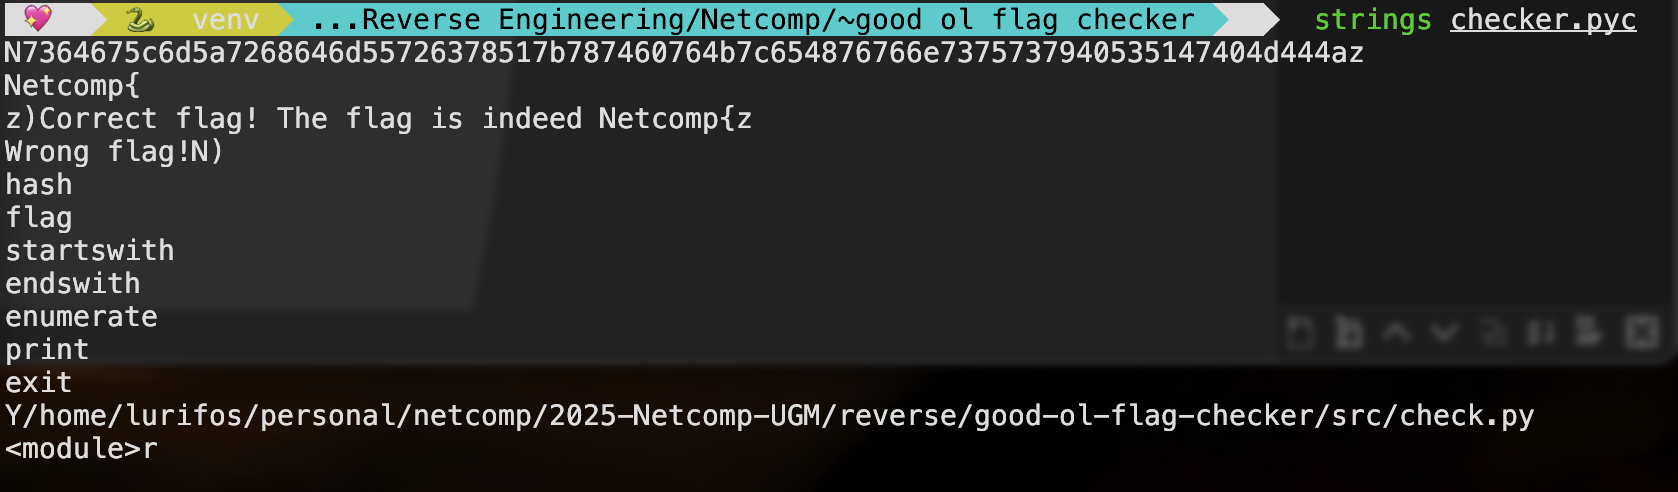 venv ...Reverse Engineering/Netcomp/~good ol flag checker strings checker.pyc
N7364675c6d5a7268646d55726378517b787460764b7c654876766e7375737940535147404d444az
Netcomp{
z)Correct flag! The flag is indeed Netcomp{z
Wrong flag!N)
hash
flag
startswith
endswith
enumerate
print
exit
Y/home/lurifos/personal/netcomp/2025-Netcomp-UGM/reverse/good-ol-flag-checker/src/check.py
<module>r